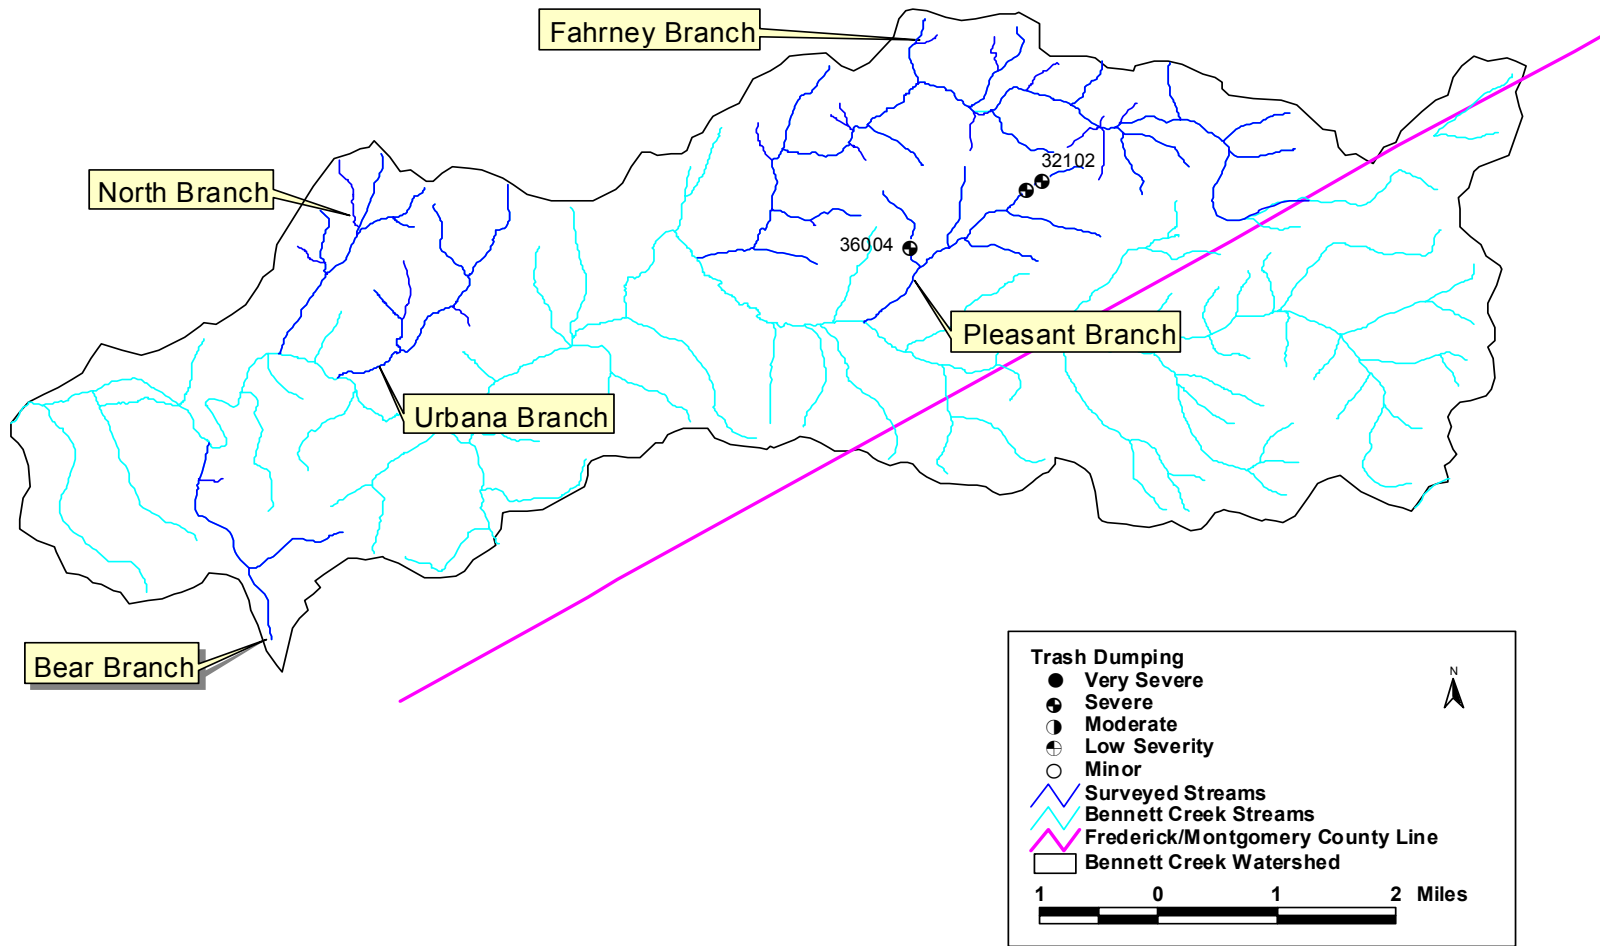 Fahrney Branch
32102
North Branch
36004
Pleasant Branch
Urbana Branch
Bear Branch
Trash Dumping
N
Very Severe
Severe
Moderate
Low Severity
Minor
Surveyed Streams
Bennett Creek Streams
Frederick/Montgomery County Line
Bennett Creek Watershed
1 0 1 2 Miles